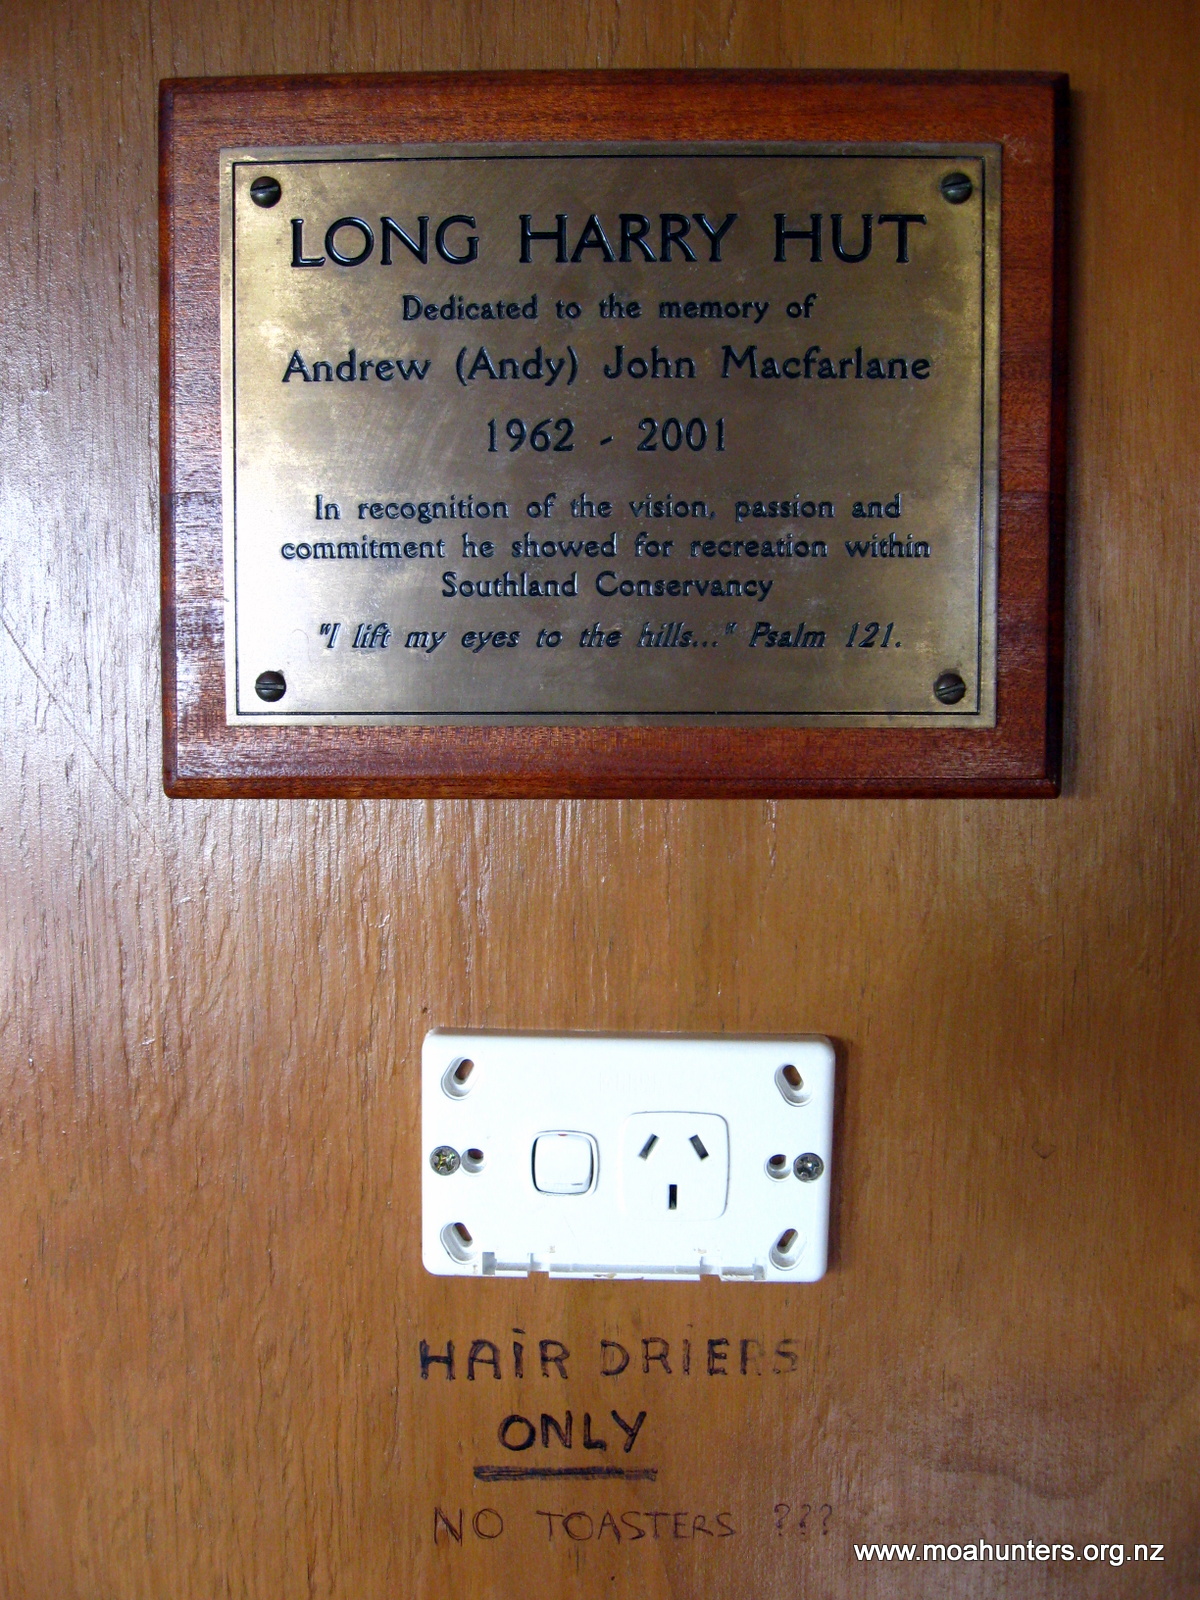 LONG HARRY HUT
Dedicated to the memory of
Andrew (Andy) John Macfarlane
1962 - 2001
In recognition of the vision, passion and
commitment he showed for recreation within
Southland Conservancy
"I lift my eyes to the hills..." Psalm 121.
HAiR DRiERS
ONLY
NO TOASTERS ???
www.moahunters.org.nz